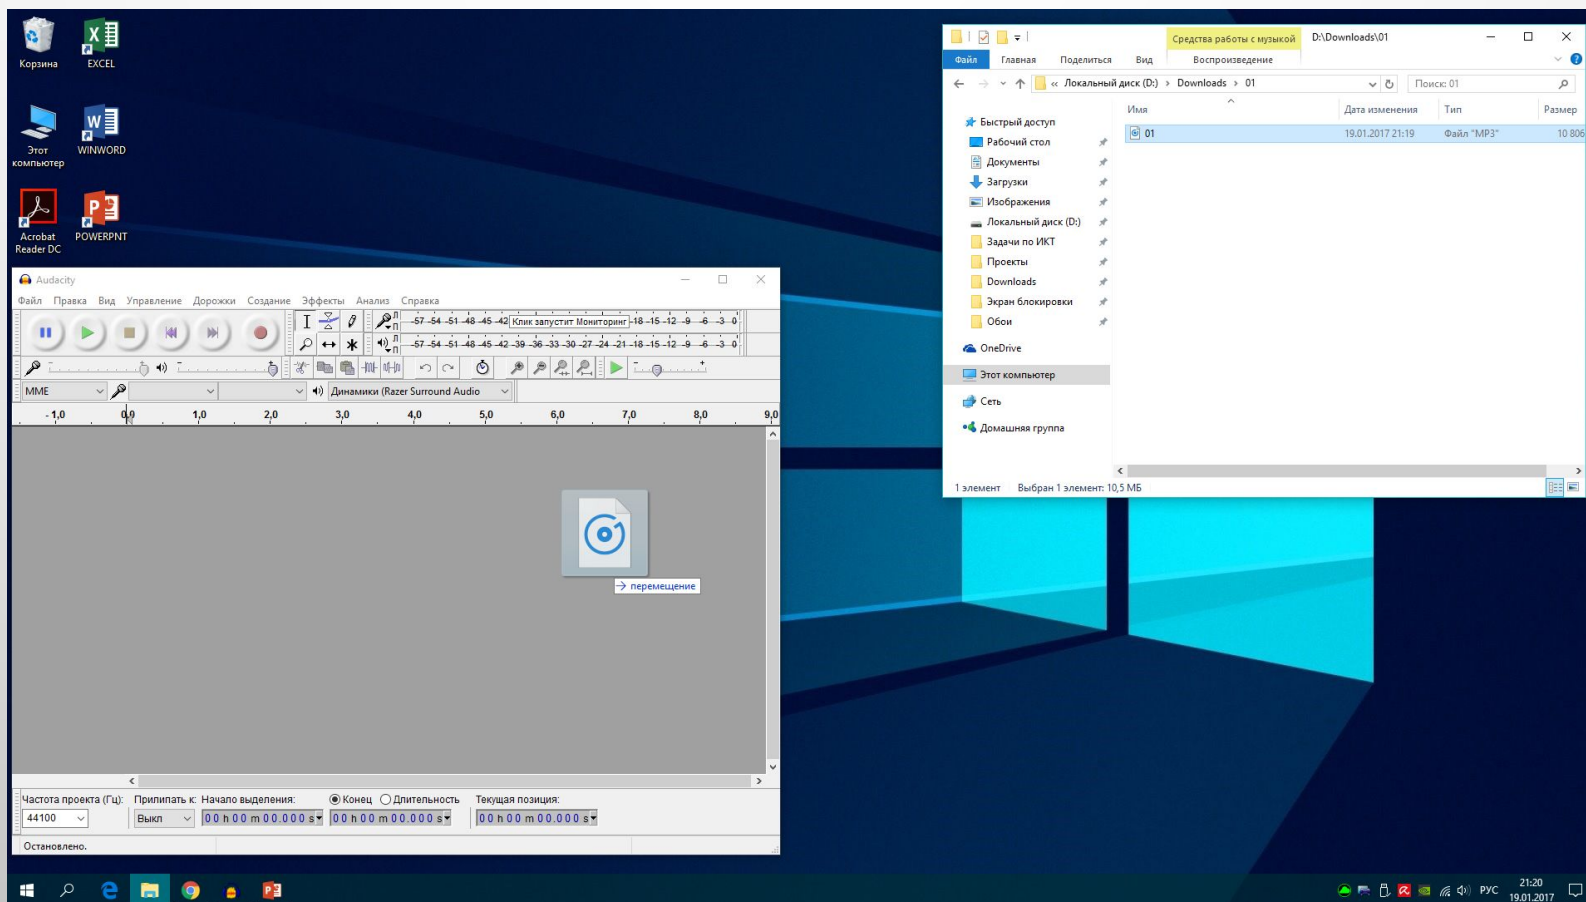 Корзина
EXCEL
Этот
компьютер
WINWORD
Acrobat
Reader DC
POWERPNT
Средства работы с музыкой
D:\Downloads\01
Файл
Главная
Поделиться
Вид
Воспроизведение
« Локальный диск (D:) › Downloads › 01
Поиск: 01
Имя
Дата изменения
Тип
Размер
01
19.01.2017 21:19
Файл "MP3"
10 806
Быстрый доступ
Рабочий стол
Документы
Загрузки
Изображения
Локальный диск (D:)
Задачи по ИКТ
Проекты
Downloads
Экран блокировки
Обои
OneDrive
Этот компьютер
Сеть
Домашняя группа
1 элемент
Выбран 1 элемент: 10,5 МБ
Audacity
Файл Правка Вид Управление Дорожки Создание Эффекты Анализ Справка
Л
П
-57 -54 -51 -48 -45 -42 Клик запустит Мониторинг -18 -15 -12 -9 -6 -3 0
Л
П
-57 -54 -51 -48 -45 -42 -39 -36 -33 -30 -27 -24 -21 -18 -15 -12 -9 -6 -3 0
MME
Динамики (Razer Surround Audio
- 1,0 0,0 1,0 2,0 3,0 4,0 5,0 6,0 7,0 8,0 9,0
перемещение
Частота проекта (Гц):
Прилипать к:
Начало выделения:
Конец
Длительность
Текущая позиция:
44100
Выкл
00 h 00 m 00.000 s
00 h 00 m 00.000 s
00 h 00 m 00.000 s
Остановлено.
РУС
21:20
19.01.2017